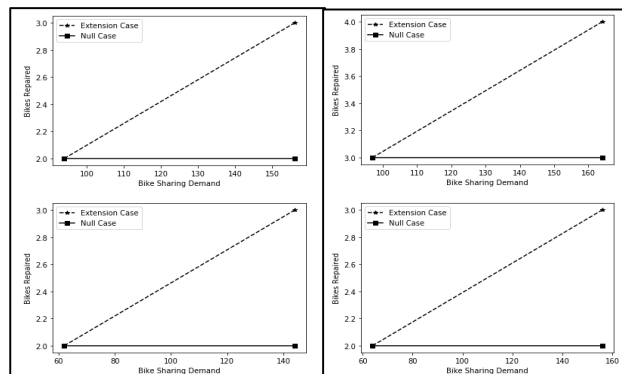 3.0
2.8
2.6
2.4
2.2
2.0
Bikes Repaired
Extension Case
Null Case
100 110 120 130 140 150
Bike Sharing Demand
4.0
3.8
3.6
3.4
3.2
3.0
Bikes Repaired
Extension Case
Null Case
100 110 120 130 140 150 160
Bike Sharing Demand
3.0
2.8
2.6
2.4
2.2
2.0
Bikes Repaired
Extension Case
Null Case
60 80 100 120 140
Bike Sharing Demand
3.0
2.8
2.6
2.4
2.2
2.0
Bikes Repaired
Extension Case
Null Case
60 80 100 120 140 160
Bike Sharing Demand